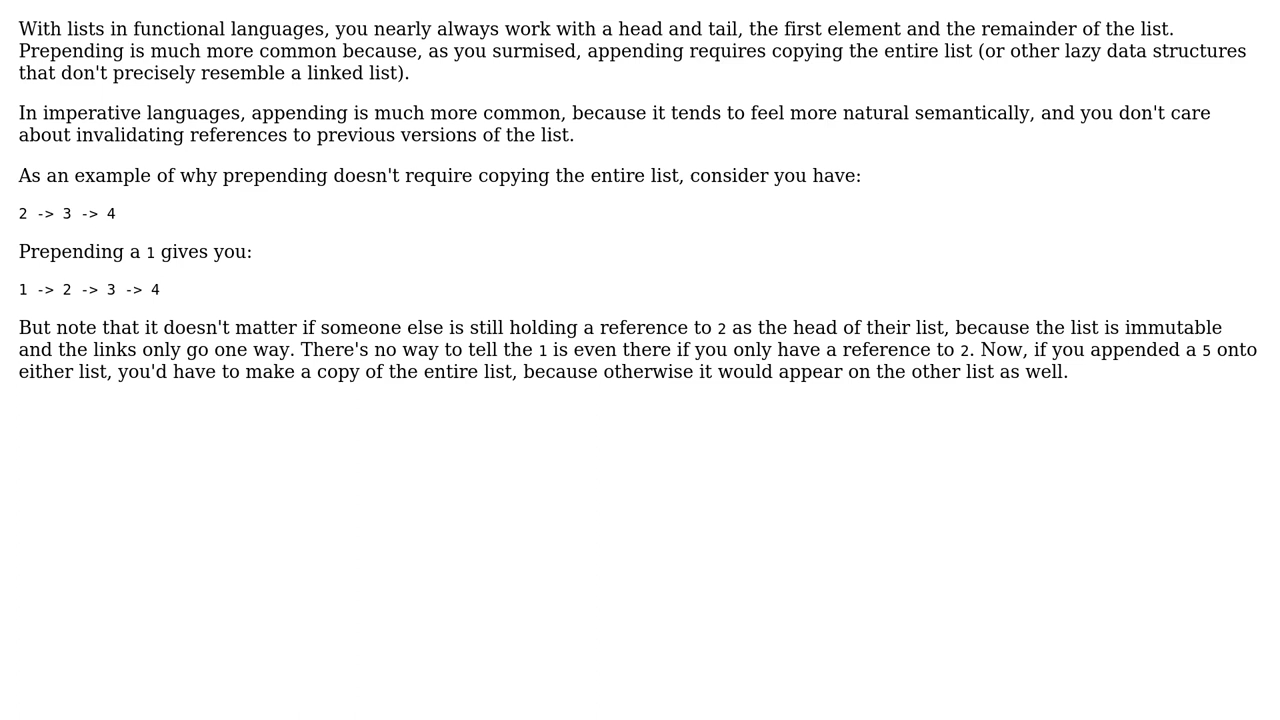 With lists in functional languages, you nearly always work with a head and tail, the first element and the remainder of the list.
Prepending is much more common because, as you surmised, appending requires copying the entire list (or other lazy data structures
that don't precisely resemble a linked list).
In imperative languages, appending is much more common, because it tends to feel more natural semantically, and you don't care
about invalidating references to previous versions of the list.
As an example of why prepending doesn't require copying the entire list, consider you have:
2 -> 3 -> 4
Prepending a 1 gives you:
1 -> 2 -> 3 -> 4
But note that it doesn't matter if someone else is still holding a reference to 2 as the head of their list, because the list is immutable
and the links only go one way. There's no way to tell the 1 is even there if you only have a reference to 2. Now, if you appended a 5 onto
either list, you'd have to make a copy of the entire list, because otherwise it would appear on the other list as well.